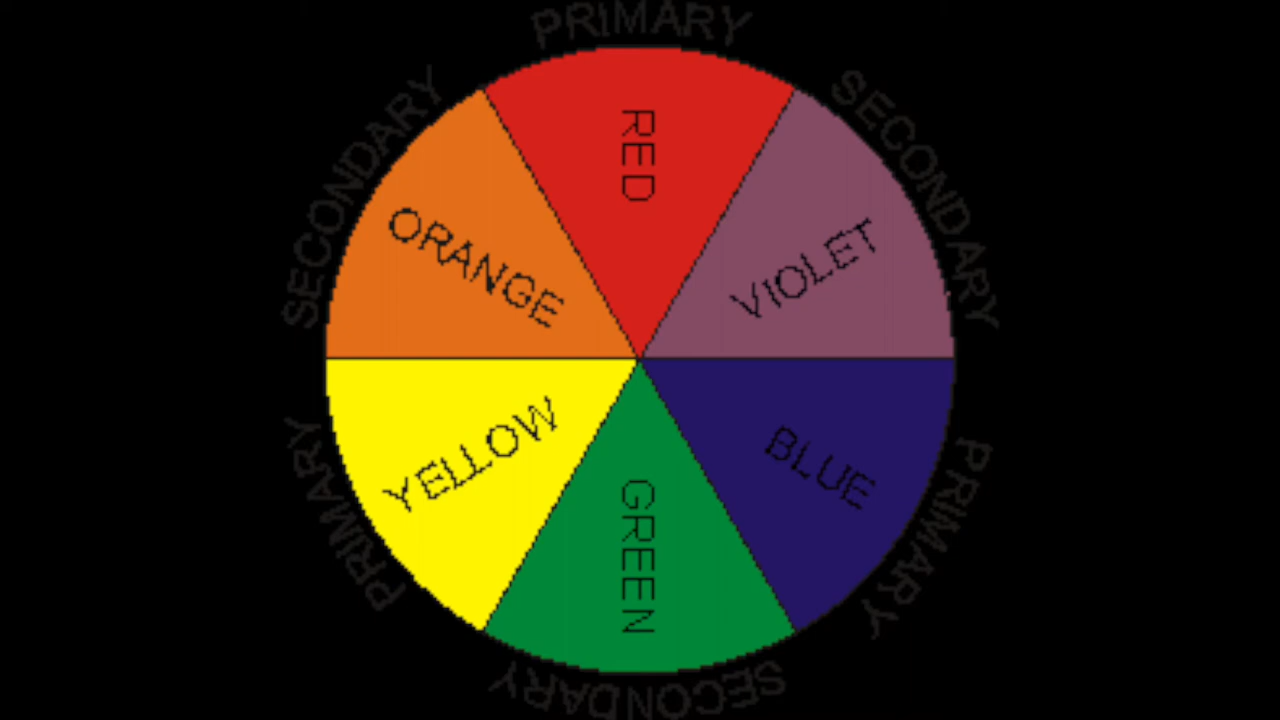 PRIMARY
SECONDARY
SECONDARY
RED
ORANGE
VIOLET
YELLOW
BLUE
GREEN
PRIMARY
PRIMARY
SECONDARY